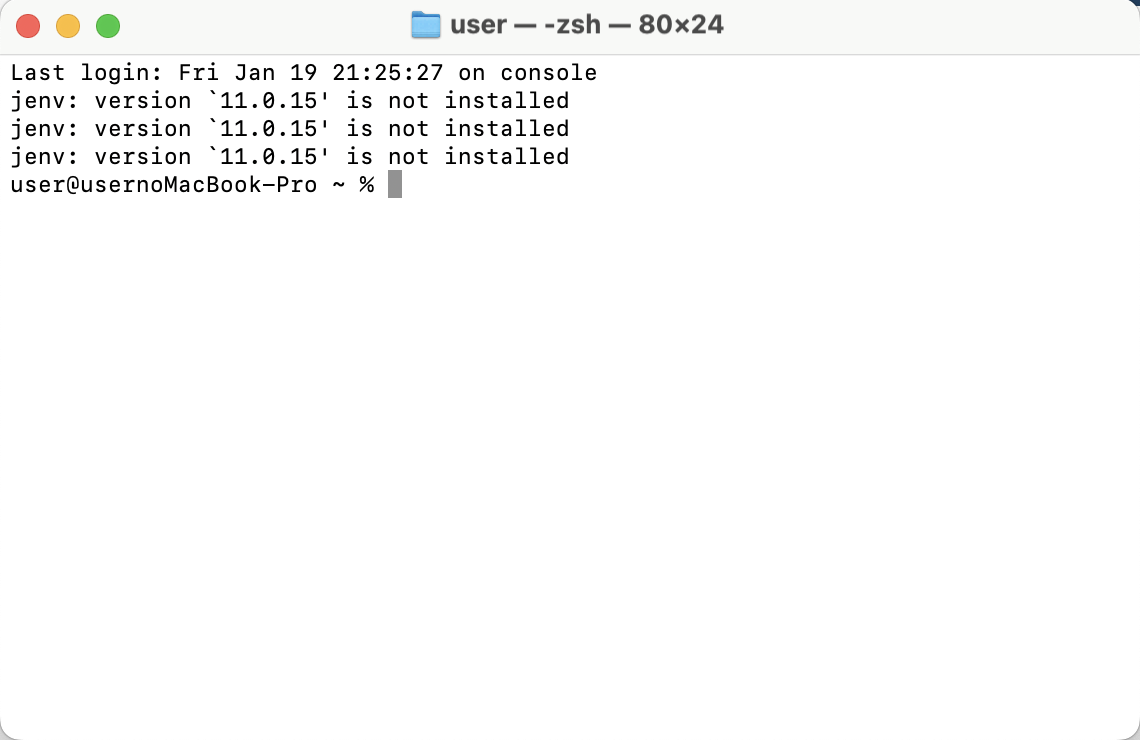 user — -zsh — 80×24
Last login: Fri Jan 19 21:25:27 on console
jenv: version `11.0.15' is not installed
jenv: version `11.0.15' is not installed
jenv: version `11.0.15' is not installed
user@usernoMacBook-Pro ~ %